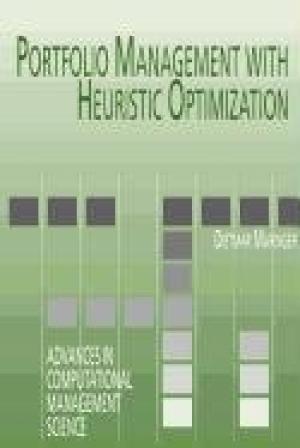 PORTFOLIO MANAGEMENT WITH
HEURISTIC OPTIMIZATION
DIETMAR MARINGER
ADVANCES IN
COMPUTATIONAL
MANAGEMENT
SCIENCE